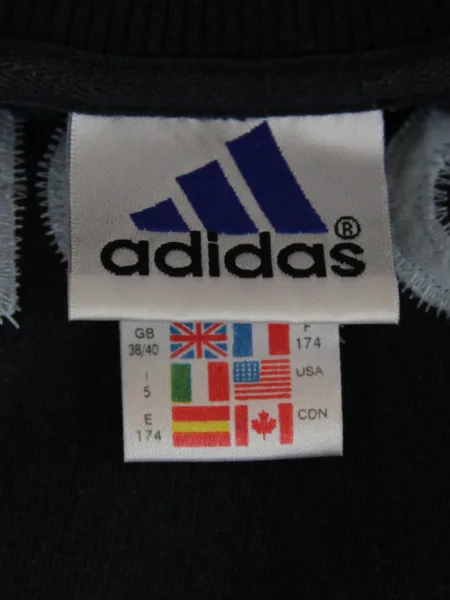 adidas®
GB
38/40
F
174
I
5
USA
E
174
CDN